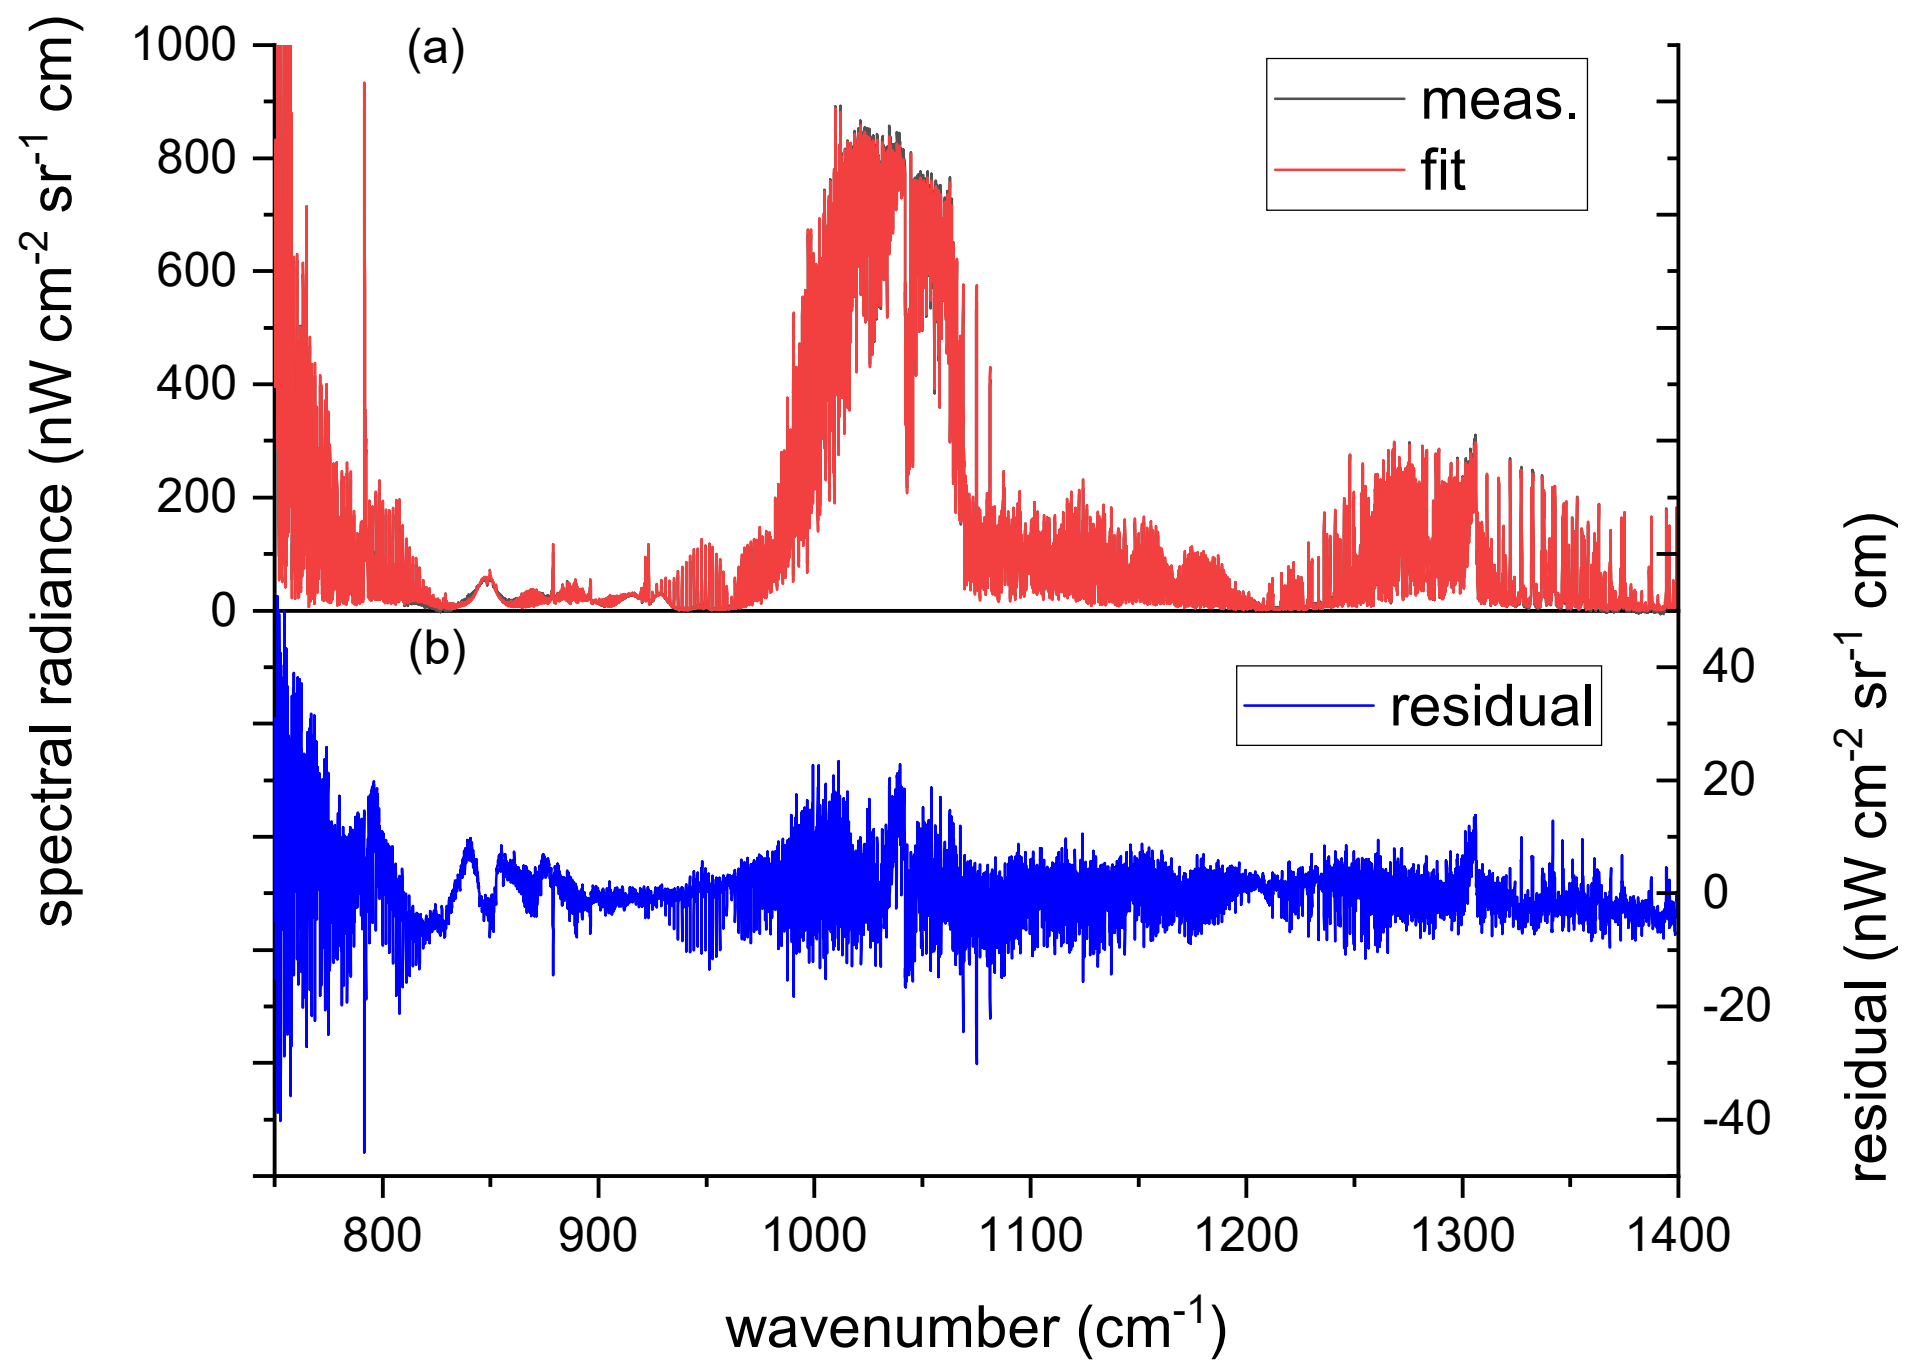 spectral radiance (nW cm⁻² sr⁻¹ cm)
1000
800
600
400
200
0
(a)
meas.
fit
(b)
residual
40
20
0
-20
-40
residual (nW cm⁻² sr⁻¹ cm)
800 900 1000 1100 1200 1300 1400
wavenumber (cm⁻¹)